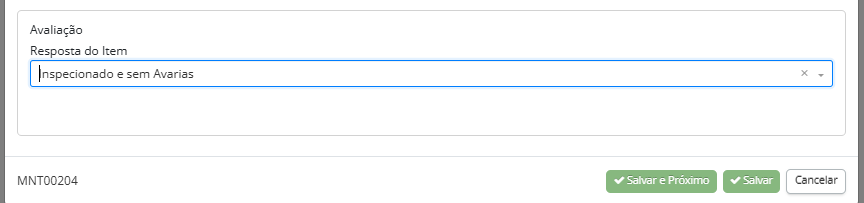 Avaliação
Resposta do Item
Inspecionado e sem Avarias
MNT00204
Salvar e Próximo
Salvar
Cancelar